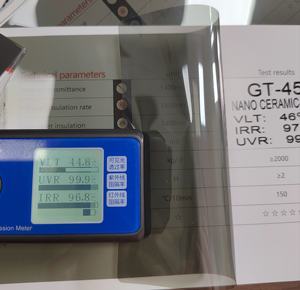 l parameters
Test results
mittance
nsulation rate
t insulation
GT-45
NANO CERAMIC
VLT: 46
IRR: 97
UVR: 99
≥2000
≥2
150
☆☆☆☆
VLT 44.8
UVR 99.9
IRR 96.8
可见光
透过率
紫外线
阻隔率
红外线
阻隔率
ssion Meter